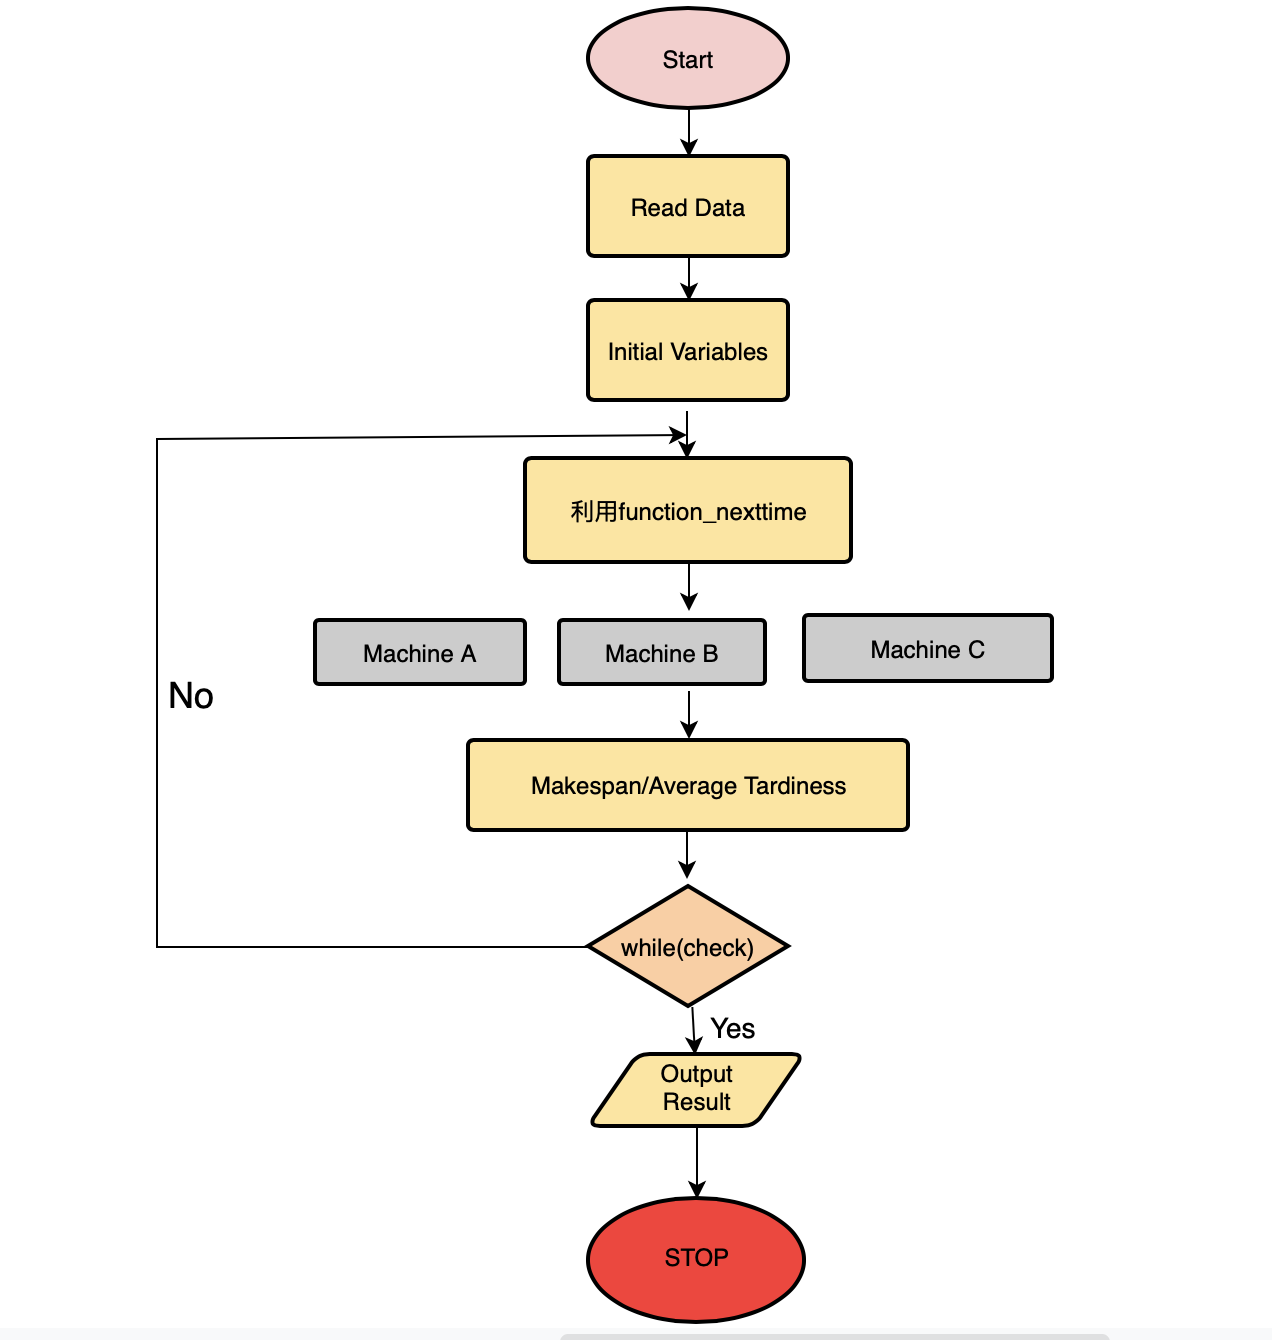 Start
Read Data
Initial Variables
利用function_nexttime
Machine A
Machine B
Machine C
No
Makespan/Average Tardiness
while(check)
Yes
Output
Result
STOP